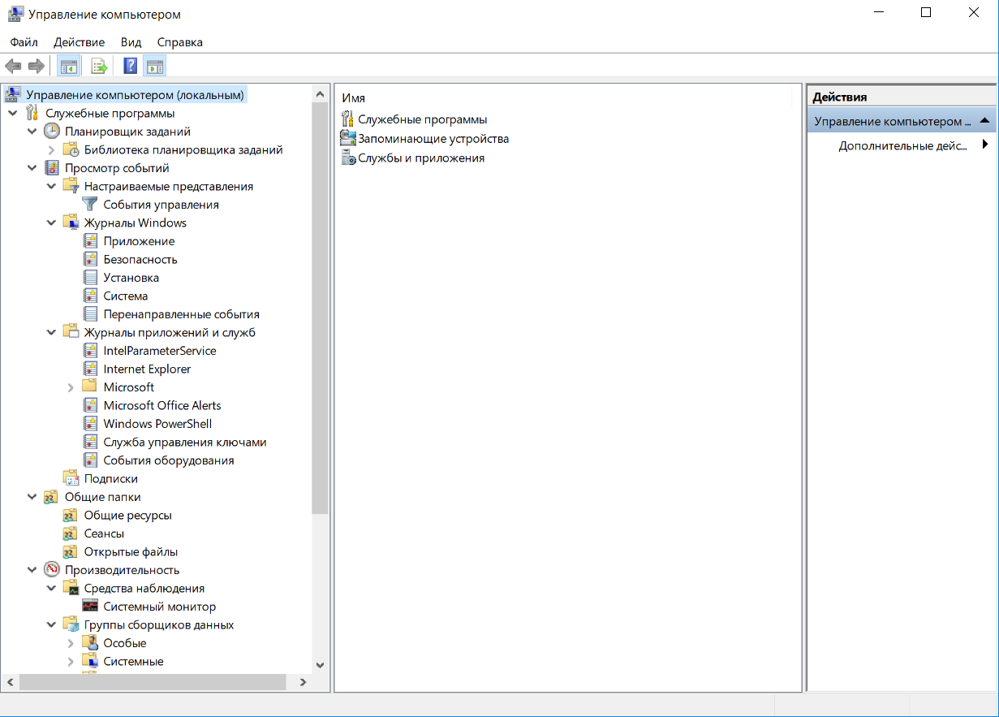 Управление компьютером
Файл Действие Вид Справка
Управление компьютером (локальным)
Служебные программы
Планировщик заданий
Библиотека планировщика заданий
Просмотр событий
Настраиваемые представления
События управления
Журналы Windows
Приложение
Безопасность
Установка
Система
Перенаправленные события
Журналы приложений и служб
IntelParameterService
Internet Explorer
Microsoft
Microsoft Office Alerts
Windows PowerShell
Служба управления ключами
События оборудования
Подписки
Общие папки
Общие ресурсы
Сеансы
Открытые файлы
Производительность
Средства наблюдения
Системный монитор
Группы сборщиков данных
Особые
Системные
Имя
Служебные программы
Запоминающие устройства
Службы и приложения
Действия
Управление компьютером ...
Дополнительные дейс...